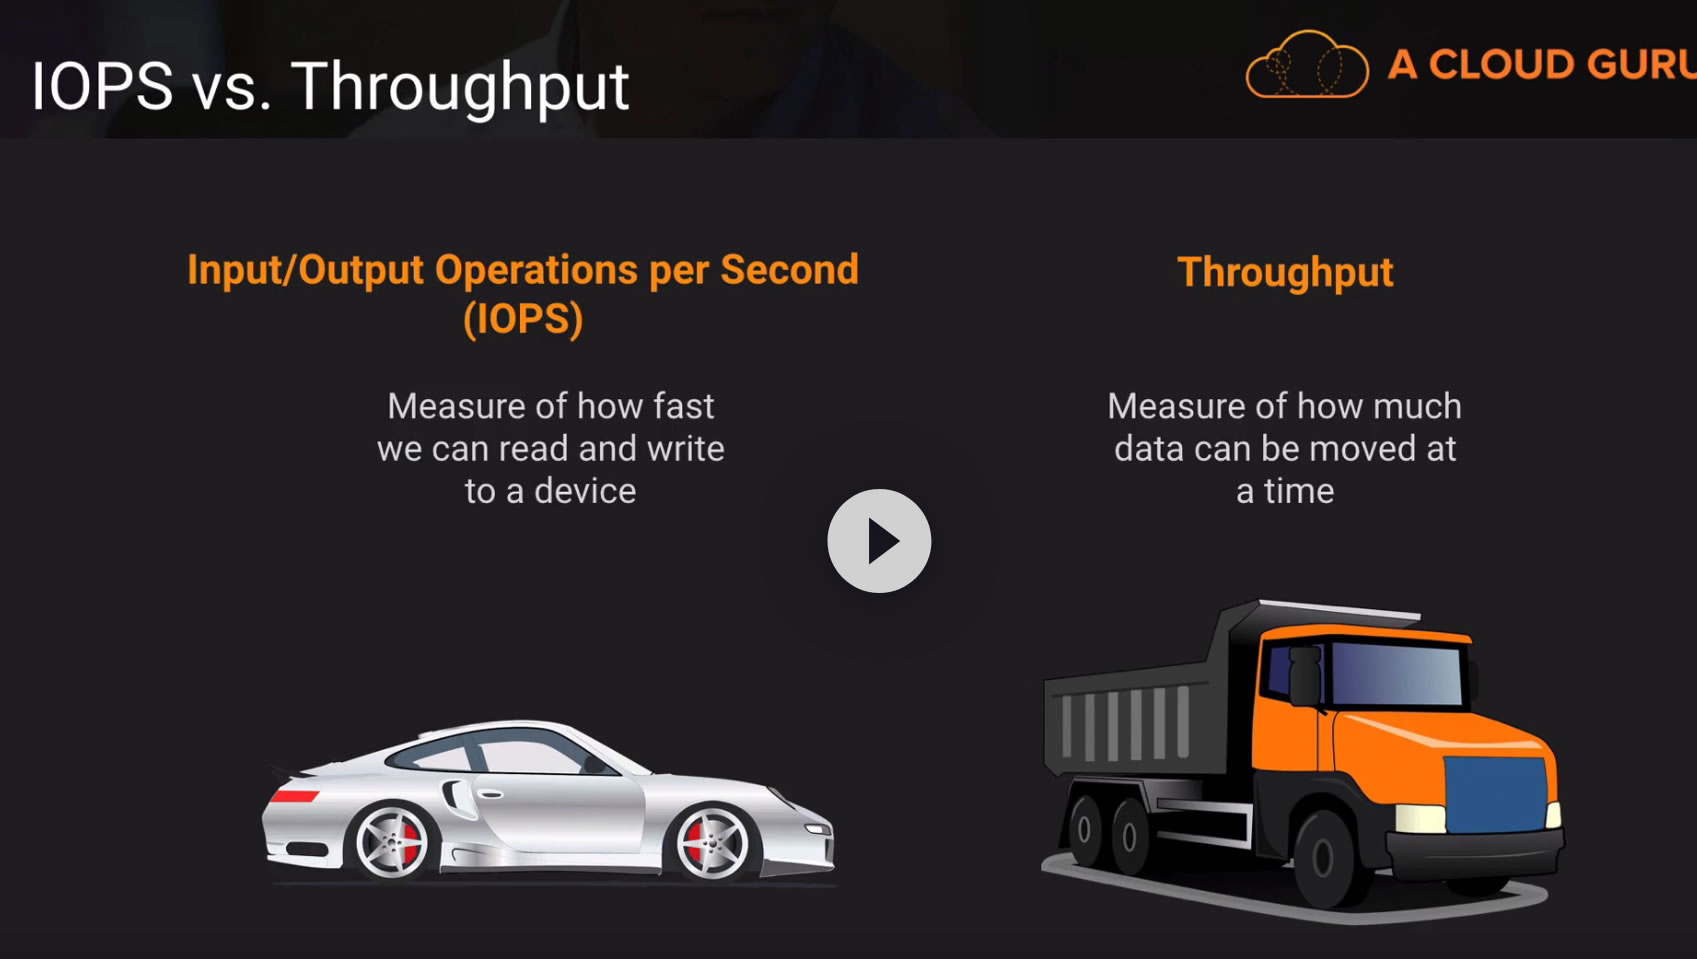 IOPS vs. Throughput
A CLOUD GURU
Input/Output Operations per Second
(IOPS)
Measure of how fast
we can read and write
to a device
Throughput
Measure of how much
data can be moved at
a time